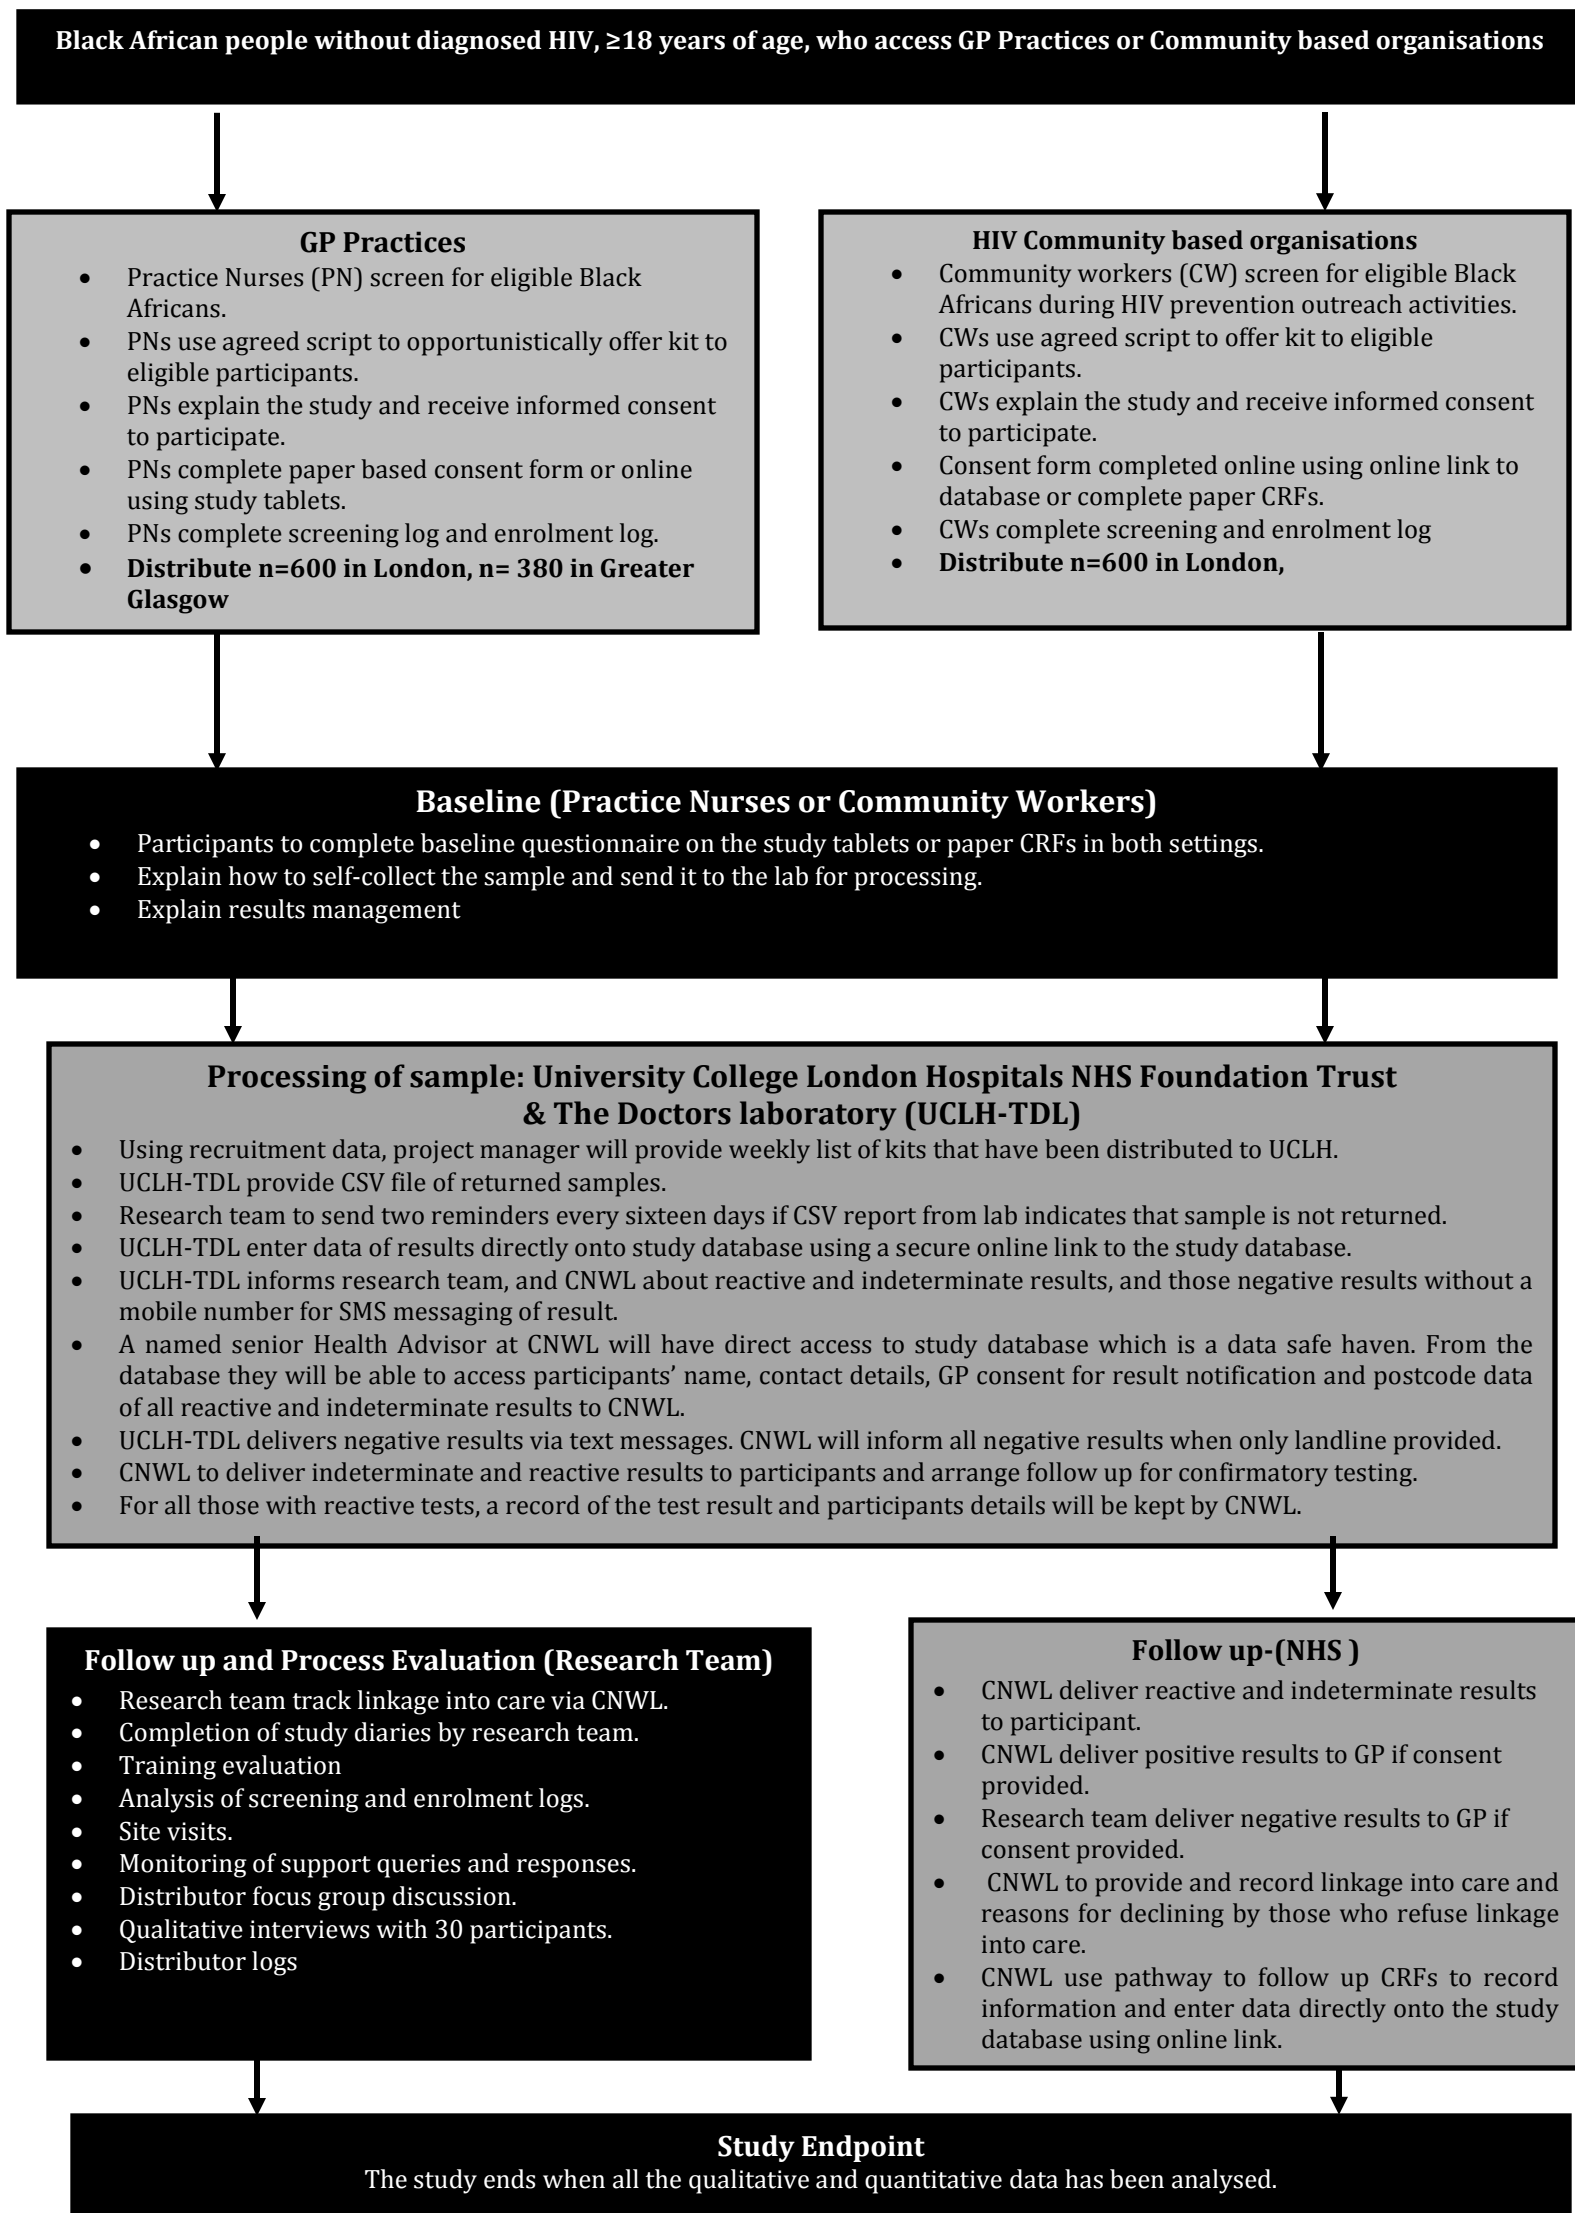 Black African people without diagnosed HIV, ≥18 years of age, who access GP Practices or Community based organisations
GP Practices
• Practice Nurses (PN) screen for eligible Black
Africans.
• PNs use agreed script to opportunistically offer kit to
eligible participants.
• PNs explain the study and receive informed consent
to participate.
• PNs complete paper based consent form or online
using study tablets.
• PNs complete screening log and enrolment log.
• Distribute n=600 in London, n= 380 in Greater
Glasgow
HIV Community based organisations
• Community workers (CW) screen for eligible Black
Africans during HIV prevention outreach activities.
• CWs use agreed script to offer kit to eligible
participants.
• CWs explain the study and receive informed consent
to participate.
• Consent form completed online using online link to
database or complete paper CRFs.
• CWs complete screening and enrolment log
• Distribute n=600 in London,
Baseline (Practice Nurses or Community Workers)
• Participants to complete baseline questionnaire on the study tablets or paper CRFs in both settings.
• Explain how to self-collect the sample and send it to the lab for processing.
• Explain results management
Processing of sample: University College London Hospitals NHS Foundation Trust
& The Doctors laboratory (UCLH-TDL)
• Using recruitment data, project manager will provide weekly list of kits that have been distributed to UCLH.
• UCLH-TDL provide CSV file of returned samples.
• Research team to send two reminders every sixteen days if CSV report from lab indicates that sample is not returned.
• UCLH-TDL enter data of results directly onto study database using a secure online link to the study database.
• UCLH-TDL informs research team, and CNWL about reactive and indeterminate results, and those negative results without a
mobile number for SMS messaging of result.
• A named senior Health Advisor at CNWL will have direct access to study database which is a data safe haven. From the
database they will be able to access participants’ name, contact details, GP consent for result notification and postcode data
of all reactive and indeterminate results to CNWL.
• UCLH-TDL delivers negative results via text messages. CNWL will inform all negative results when only landline provided.
• CNWL to deliver indeterminate and reactive results to participants and arrange follow up for confirmatory testing.
• For all those with reactive tests, a record of the test result and participants details will be kept by CNWL.
Follow up and Process Evaluation (Research Team)
• Research team track linkage into care via CNWL.
• Completion of study diaries by research team.
• Training evaluation
• Analysis of screening and enrolment logs.
• Site visits.
• Monitoring of support queries and responses.
• Distributor focus group discussion.
• Qualitative interviews with 30 participants.
• Distributor logs
Follow up-(NHS )
• CNWL deliver reactive and indeterminate results
to participant.
• CNWL deliver positive results to GP if consent
provided.
• Research team deliver negative results to GP if
consent provided.
• CNWL to provide and record linkage into care and
reasons for declining by those who refuse linkage
into care.
• CNWL use pathway to follow up CRFs to record
information and enter data directly onto the study
database using online link.
Study Endpoint
The study ends when all the qualitative and quantitative data has been analysed.